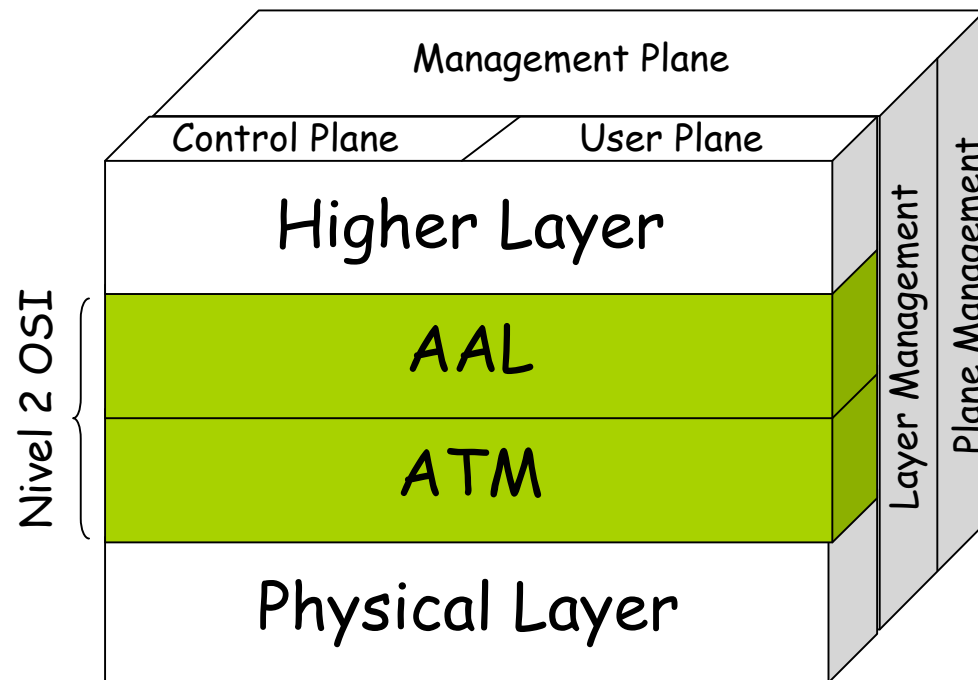 Management Plane
Control Plane
User Plane
Higher Layer
AAL
ATM
Physical Layer
Nivel 2 OSI
Layer Management
Plane Management